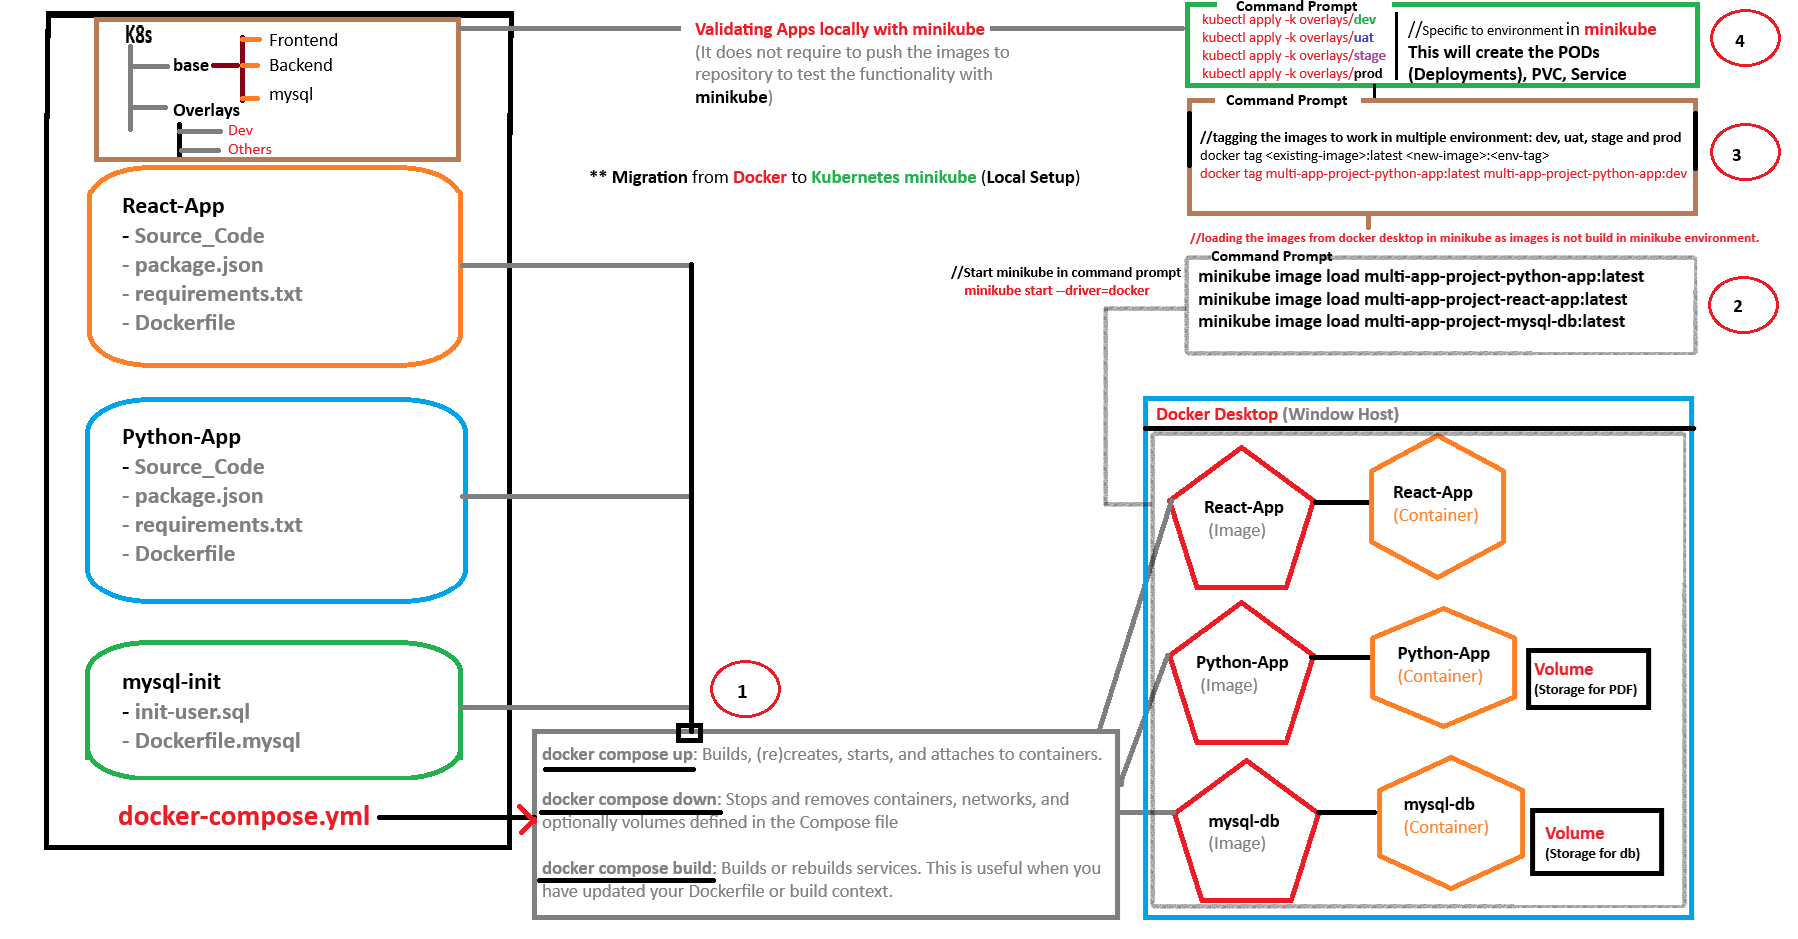 K8s
base
Frontend
Backend
mysql
Overlays
Dev
Others
React-App
- Source_Code
- package.json
- requirements.txt
- Dockerfile
Python-App
- Source_Code
- package.json
- requirements.txt
- Dockerfile
mysql-init
- init-user.sql
- Dockerfile.mysql
docker-compose.yml
Validating Apps locally with minikube
(It does not require to push the images to
repository to test the functionality with
minikube)
** Migration from Docker to Kubernetes minikube (Local Setup)
1
docker compose up: Builds, (re)creates, starts, and attaches to containers.
docker compose down: Stops and removes containers, networks, and
optionally volumes defined in the Compose file
docker compose build: Builds or rebuilds services. This is useful when you
have updated your Dockerfile or build context.
Command Prompt
kubectl apply -k overlays/dev
kubectl apply -k overlays/uat
kubectl apply -k overlays/stage
kubectl apply -k overlays/prod
//Specific to environment in minikube
This will create the PODs
(Deployments), PVC, Service
4
Command Prompt
//tagging the images to work in multiple environment: dev, uat, stage and prod
docker tag <existing-image>:latest <new-image>:<env-tag>
docker tag multi-app-project-python-app:latest multi-app-project-python-app:dev
3
//loading the images from docker desktop in minikube as images is not build in minikube environment.
//Start minikube in command prompt
minikube start --driver=docker
Command Prompt
minikube image load multi-app-project-python-app:latest
minikube image load multi-app-project-react-app:latest
minikube image load multi-app-project-mysql-db:latest
2
Docker Desktop (Window Host)
React-App
(Image)
React-App
(Container)
Python-App
(Image)
Python-App
(Container)
Volume
(Storage for PDF)
mysql-db
(Image)
mysql-db
(Container)
Volume
(Storage for db)